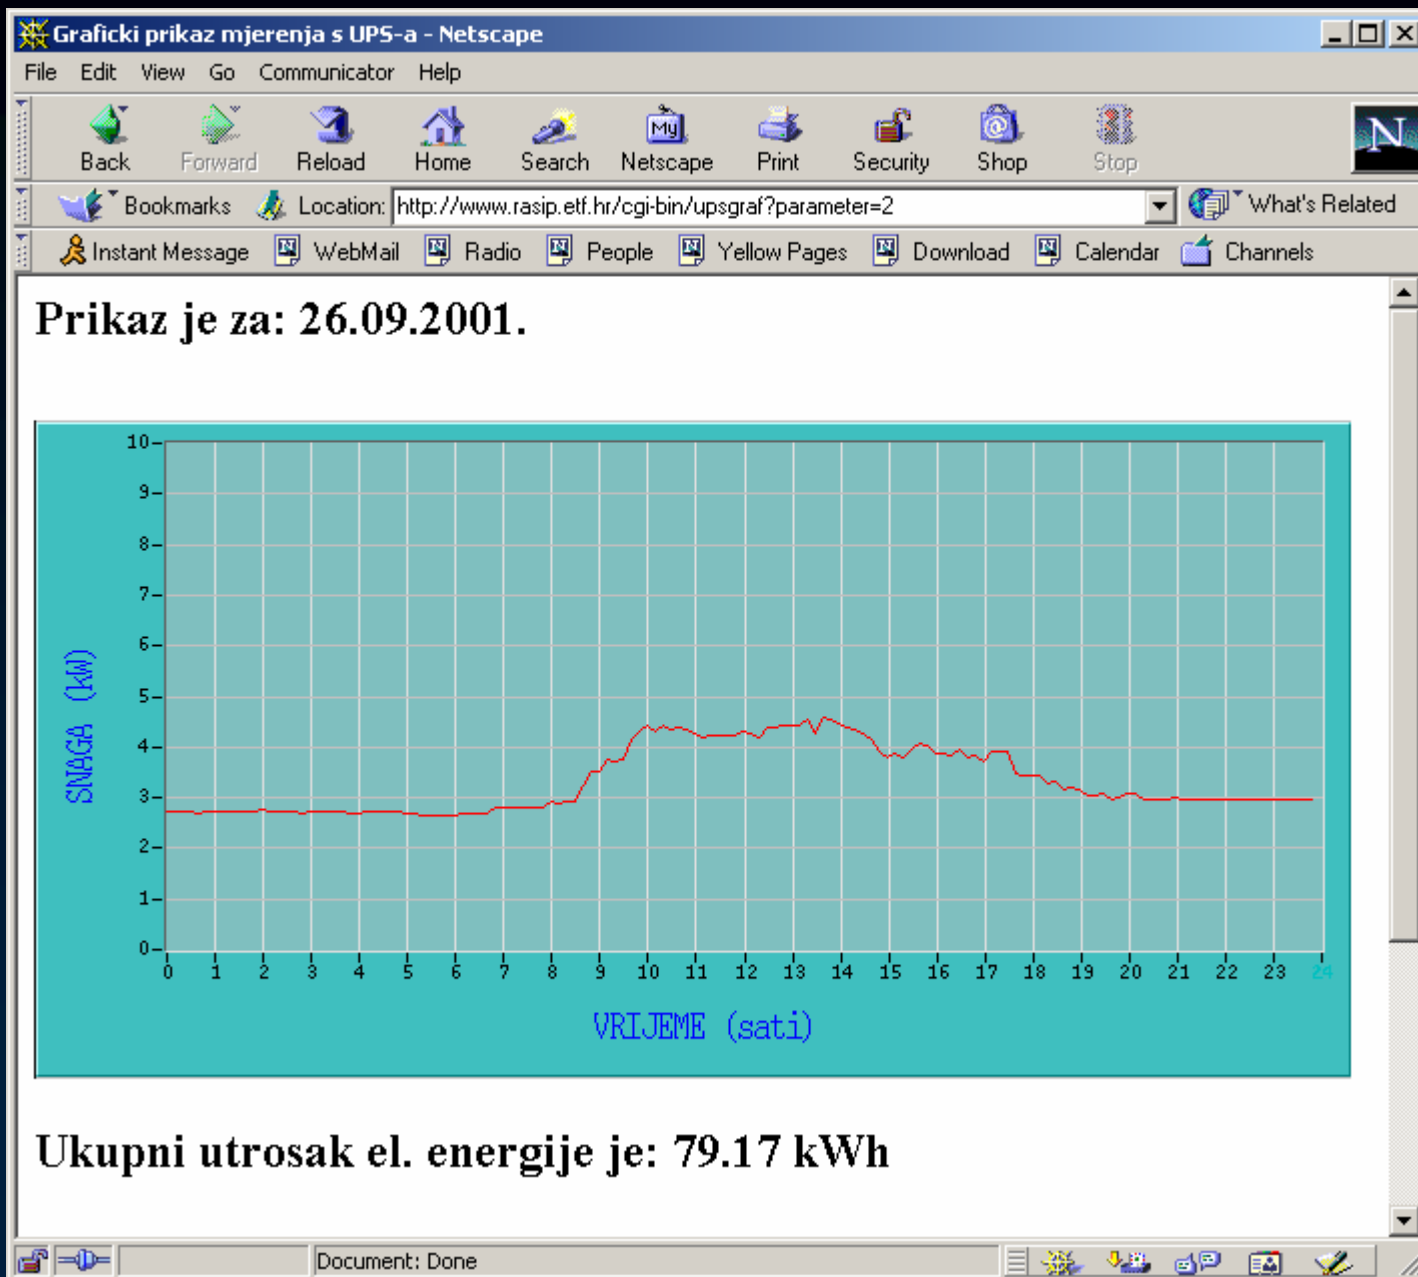 Graficki prikaz mjerenja s UPS-a - Netscape
File Edit View Go Communicator Help
My N
Back Forward Reload Home Search Netscape Print Security Shop Stop
Bookmarks Location: http://www.rasip.etf.hr/cgi-bin/upsgraf?parameter=2 What's Related
Instant Message WebMail Radio People Yellow Pages Download Calendar Channels
Prikaz je za: 26.09.2001.
10
9
8
7
6
5
4
3
2
1
0
SNAGA (kW)
0 1 2 3 4 5 6 7 8 9 10 11 12 13 14 15 16 17 18 19 20 21 22 23 24
VRIJEME (sati)
Ukupni utrosak el. energije je: 79.17 kWh
Document: Done